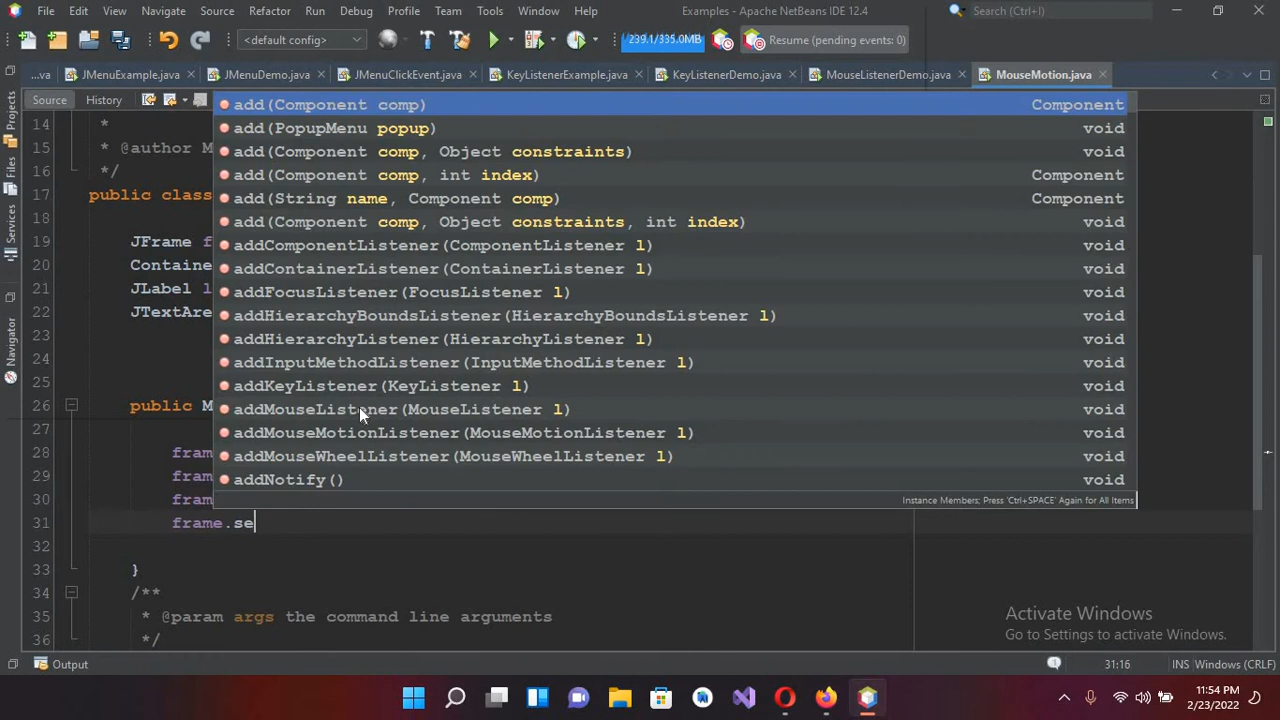 File Edit View Navigate Source Refactor Run Debug Profile Team Tools Window Help Examples - Apache NetBeans IDE 12.4 Search (Ctrl+I)
<default config> 239.1/335.0MB Resume (pending events: 0)
...va JMenuExample.java JMenuDemo.java JMenuClickEvent.java KeyListenerExample.java KeyListenerDemo.java MouseListenerDemo.java MouseMotion.java
Source History
Projects
Files
Services
Navigator
add(Component comp) Component
14 * add(PopupMenu popup) void
15 * @author M add(Component comp, Object constraints) void
16 */ add(Component comp, int index) Component
17 public class add(String name, Component comp) Component
18 add(Component comp, Object constraints, int index) void
19 JFrame f addComponentListener(ComponentListener l) void
20 Containe addContainerListener(ContainerListener l) void
21 JLabel l addFocusListener(FocusListener l) void
22 JTextAre addHierarchyBoundsListener(HierarchyBoundsListener l) void
23 addHierarchyListener(HierarchyListener l) void
24 addInputMethodListener(InputMethodListener l) void
25 addKeyListener(KeyListener l) void
26 public M addMouseListener(MouseListener l) void
27 addMouseMotionListener(MouseMotionListener l) void
28 fram addMouseWheelListener(MouseWheelListener l) void
29 fram addNotify() void
30 fram Instance Members; Press 'Ctrl+SPACE' Again for All Items
31 frame.se
32
33 }
34 /**
35 * @param args the command line arguments
36 */
Activate Windows
Go to Settings to activate Windows.
Output 31:16 INS Windows (CRLF)
11:54 PM
2/23/2022